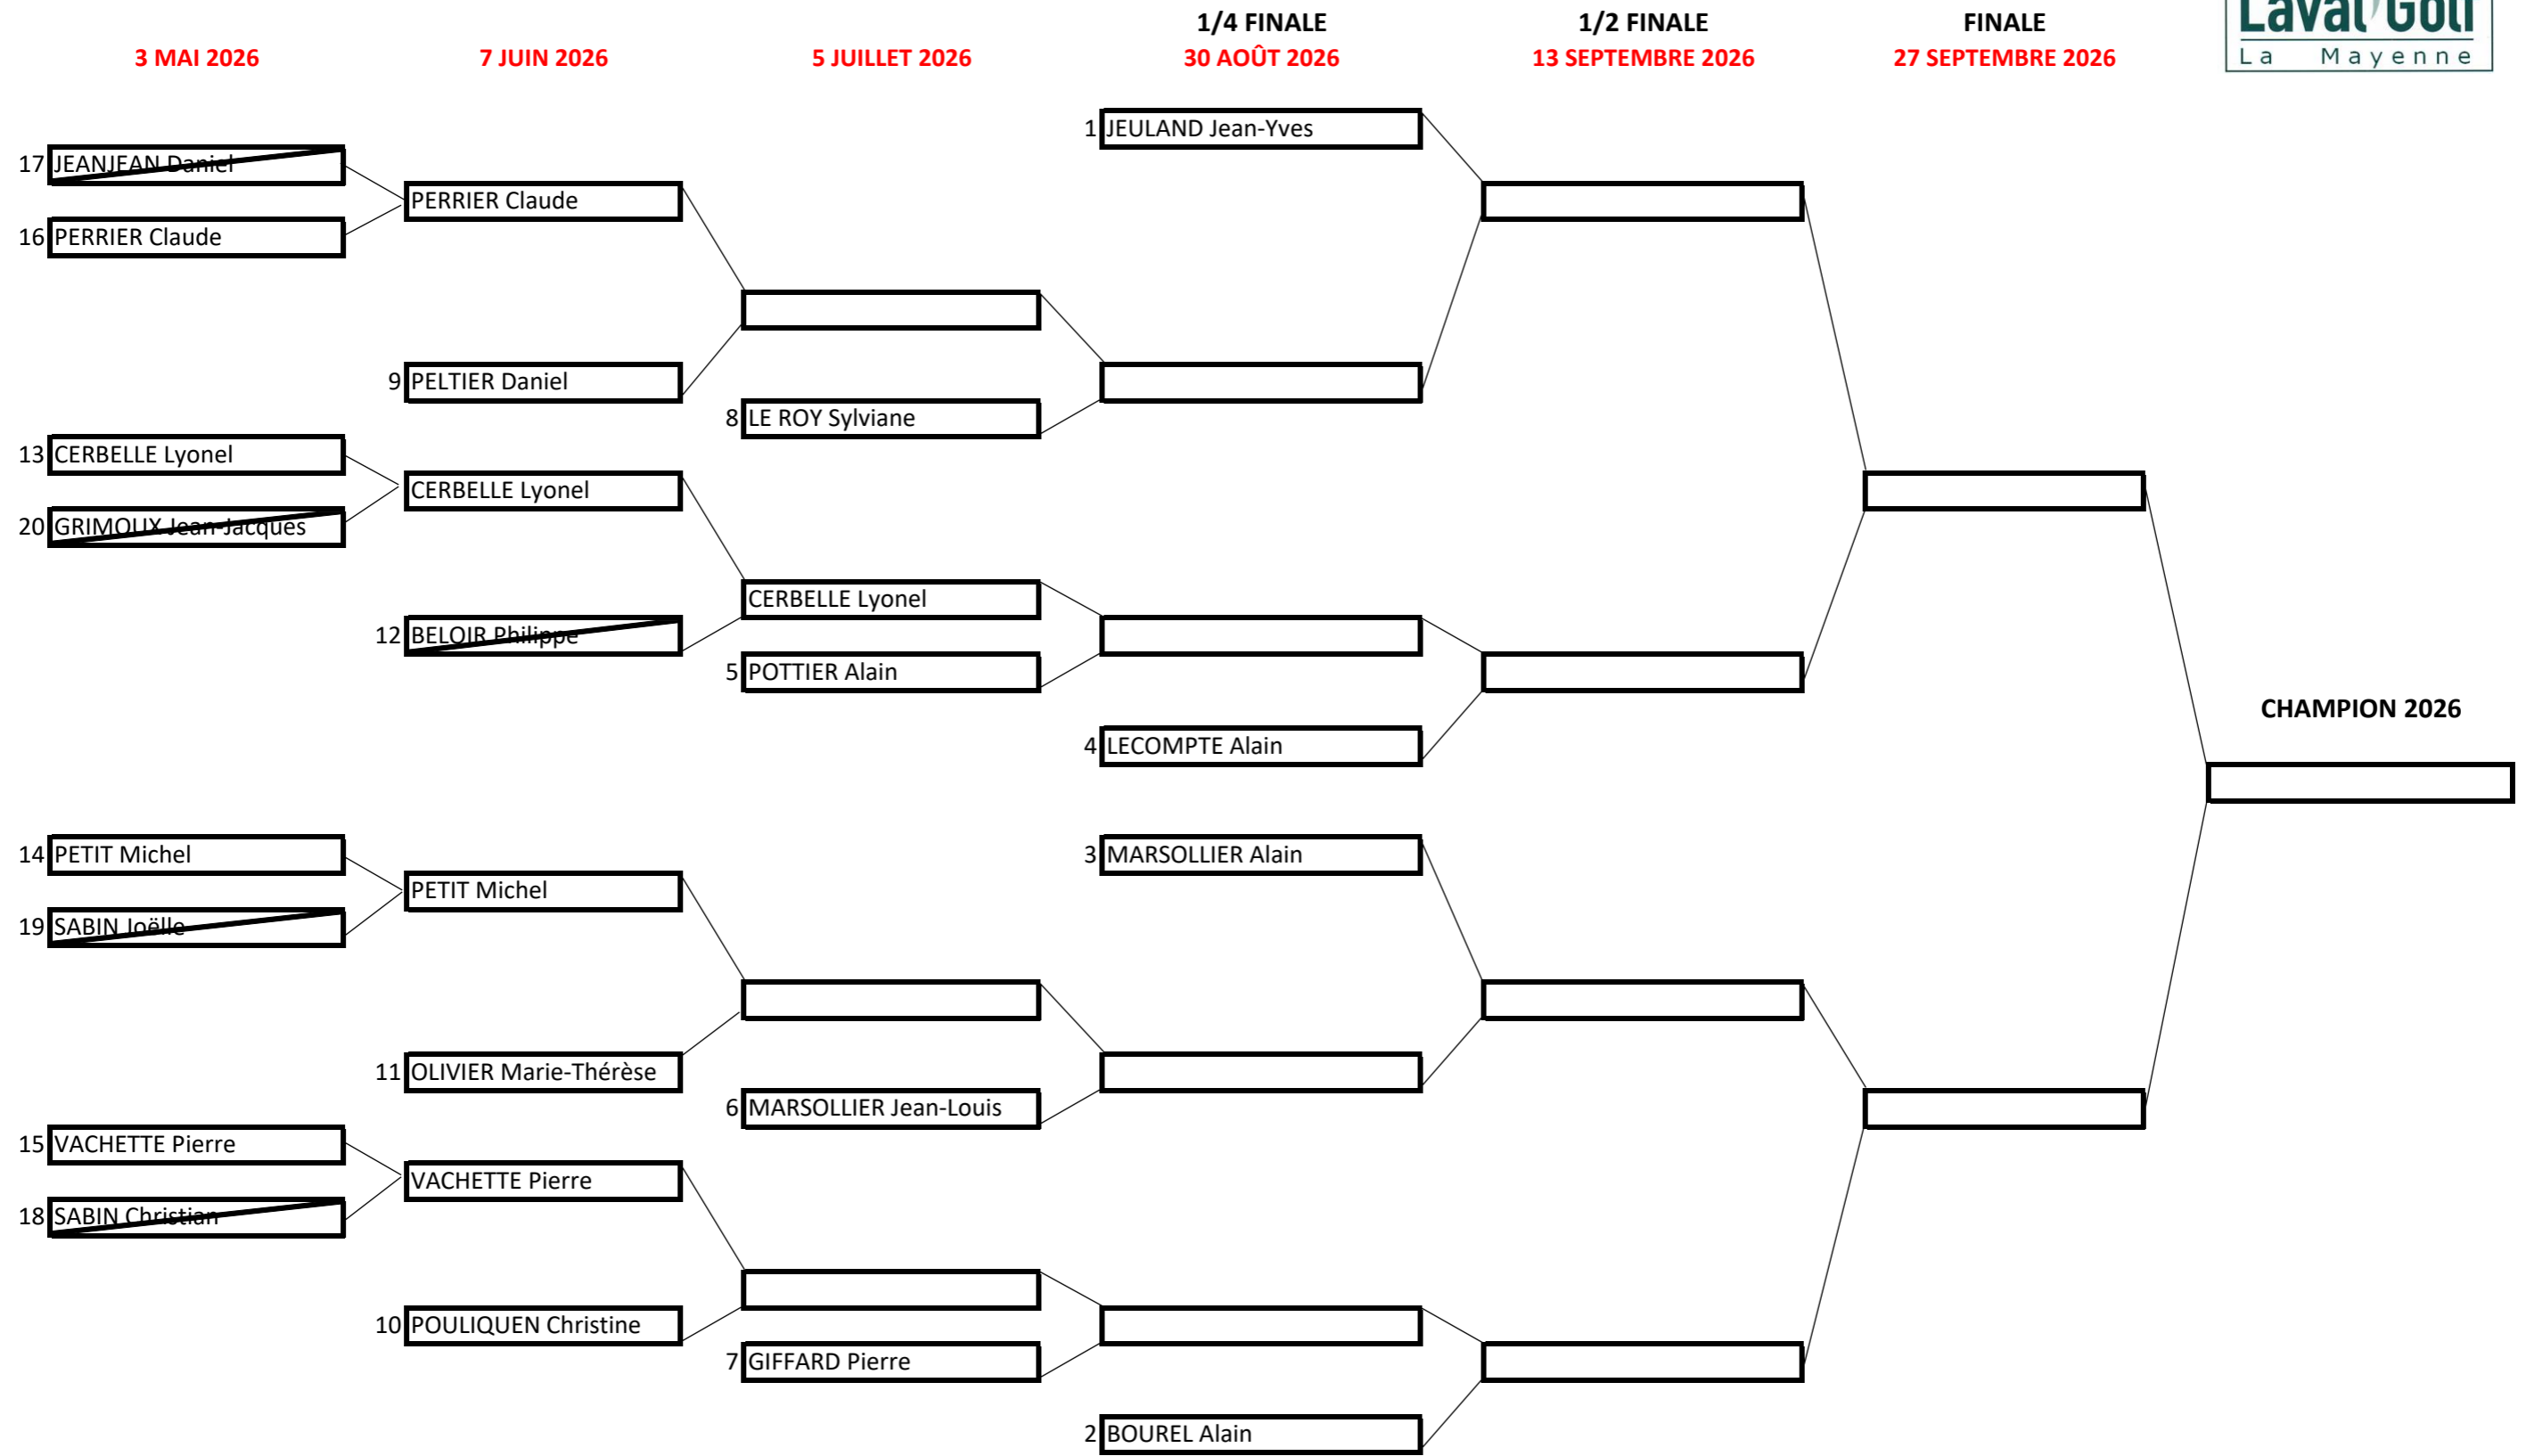 1/4 FINALE 1/2 FINALE FINALE
3 MAI 2026 7 JUIN 2026 5 JUILLET 2026 30 AOÛT 2026 13 SEPTEMBRE 2026 27 SEPTEMBRE 2026
Laval Golf
La Mayenne
1 JEULAND Jean-Yves
17 JEANJEAN Daniel
PERRIER Claude
16 PERRIER Claude
9 PELTIER Daniel
8 LE ROY Sylviane
13 CERBELLE Lyonel
CERBELLE Lyonel
20 GRIMOUX Jean-Jacques
CERBELLE Lyonel
12 BELOIR Philippe
5 POTTIER Alain
CHAMPION 2026
4 LECOMPTE Alain
14 PETIT Michel
3 MARSOLLIER Alain
PETIT Michel
19 SABIN Joëlle
11 OLIVIER Marie-Thérèse
6 MARSOLLIER Jean-Louis
15 VACHETTE Pierre
VACHETTE Pierre
18 SABIN Christian
10 POULIQUEN Christine
7 GIFFARD Pierre
2 BOUREL Alain